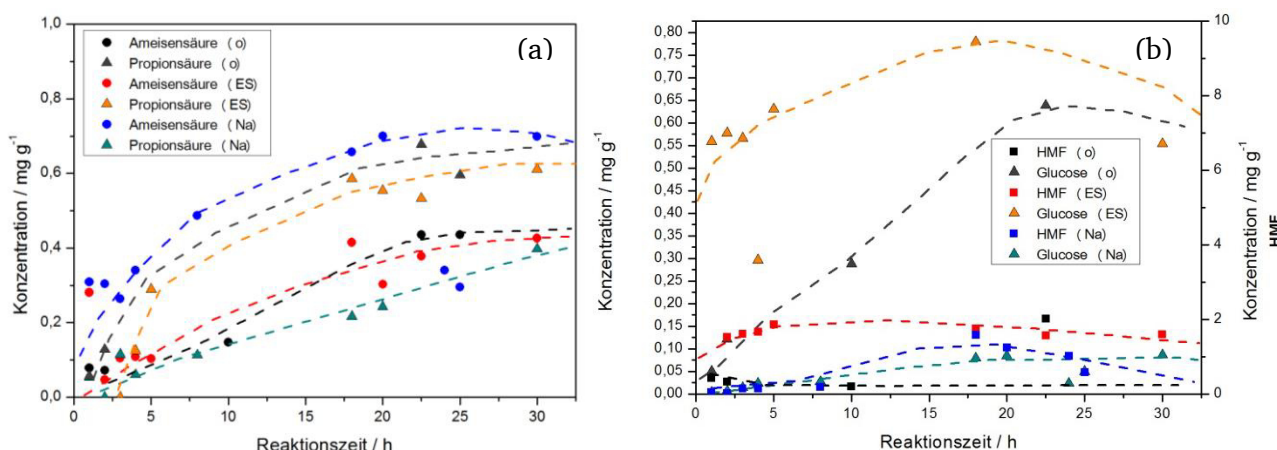 (a)
Ameisensäure ( o)
Propionsäure ( o)
Ameisensäure ( ES)
Propionsäure ( ES)
Ameisensäure ( Na)
Propionsäure ( Na)
1,0
0,8
0,6
0,4
0,2
0,0
Konzentration / mg g-1
0 5 10 15 20 25 30
Reaktionszeit / h
(b)
0,80
0,75
0,70
0,65
0,60
0,55
0,50
0,45
0,40
0,35
0,30
0,25
0,20
0,15
0,10
0,05
0,00
Konzentration / mg g-1
HMF ( o)
Glucose ( o)
HMF ( ES)
Glucose ( ES)
HMF ( Na)
Glucose ( Na)
10
8
6
4
2
0
Konzentration / mg g-1
HMF
0 5 10 15 20 25 30
Reaktionszeit / h